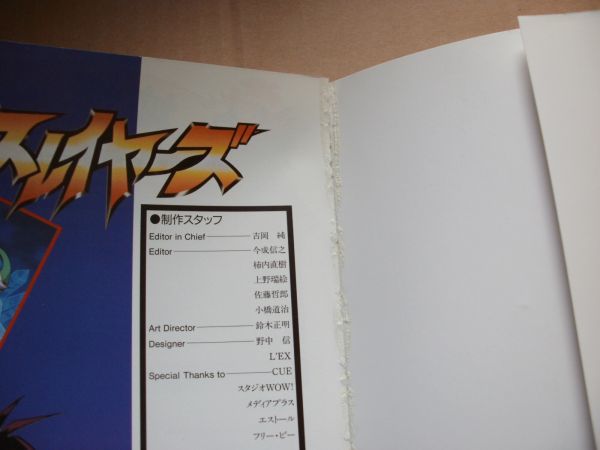 スレイヤーズ
●制作スタッフ
Editor in Chief 古岡 純
Editor 今成信之
柿内直樹
上野瑞絵
佐藤哲郎
小橋道治
Art Director 鈴木正明
Designer 野中 信
L'EX
Special Thanks to CUE
スタジオWOW!
メディアプラス
エストール
フリー・ビー